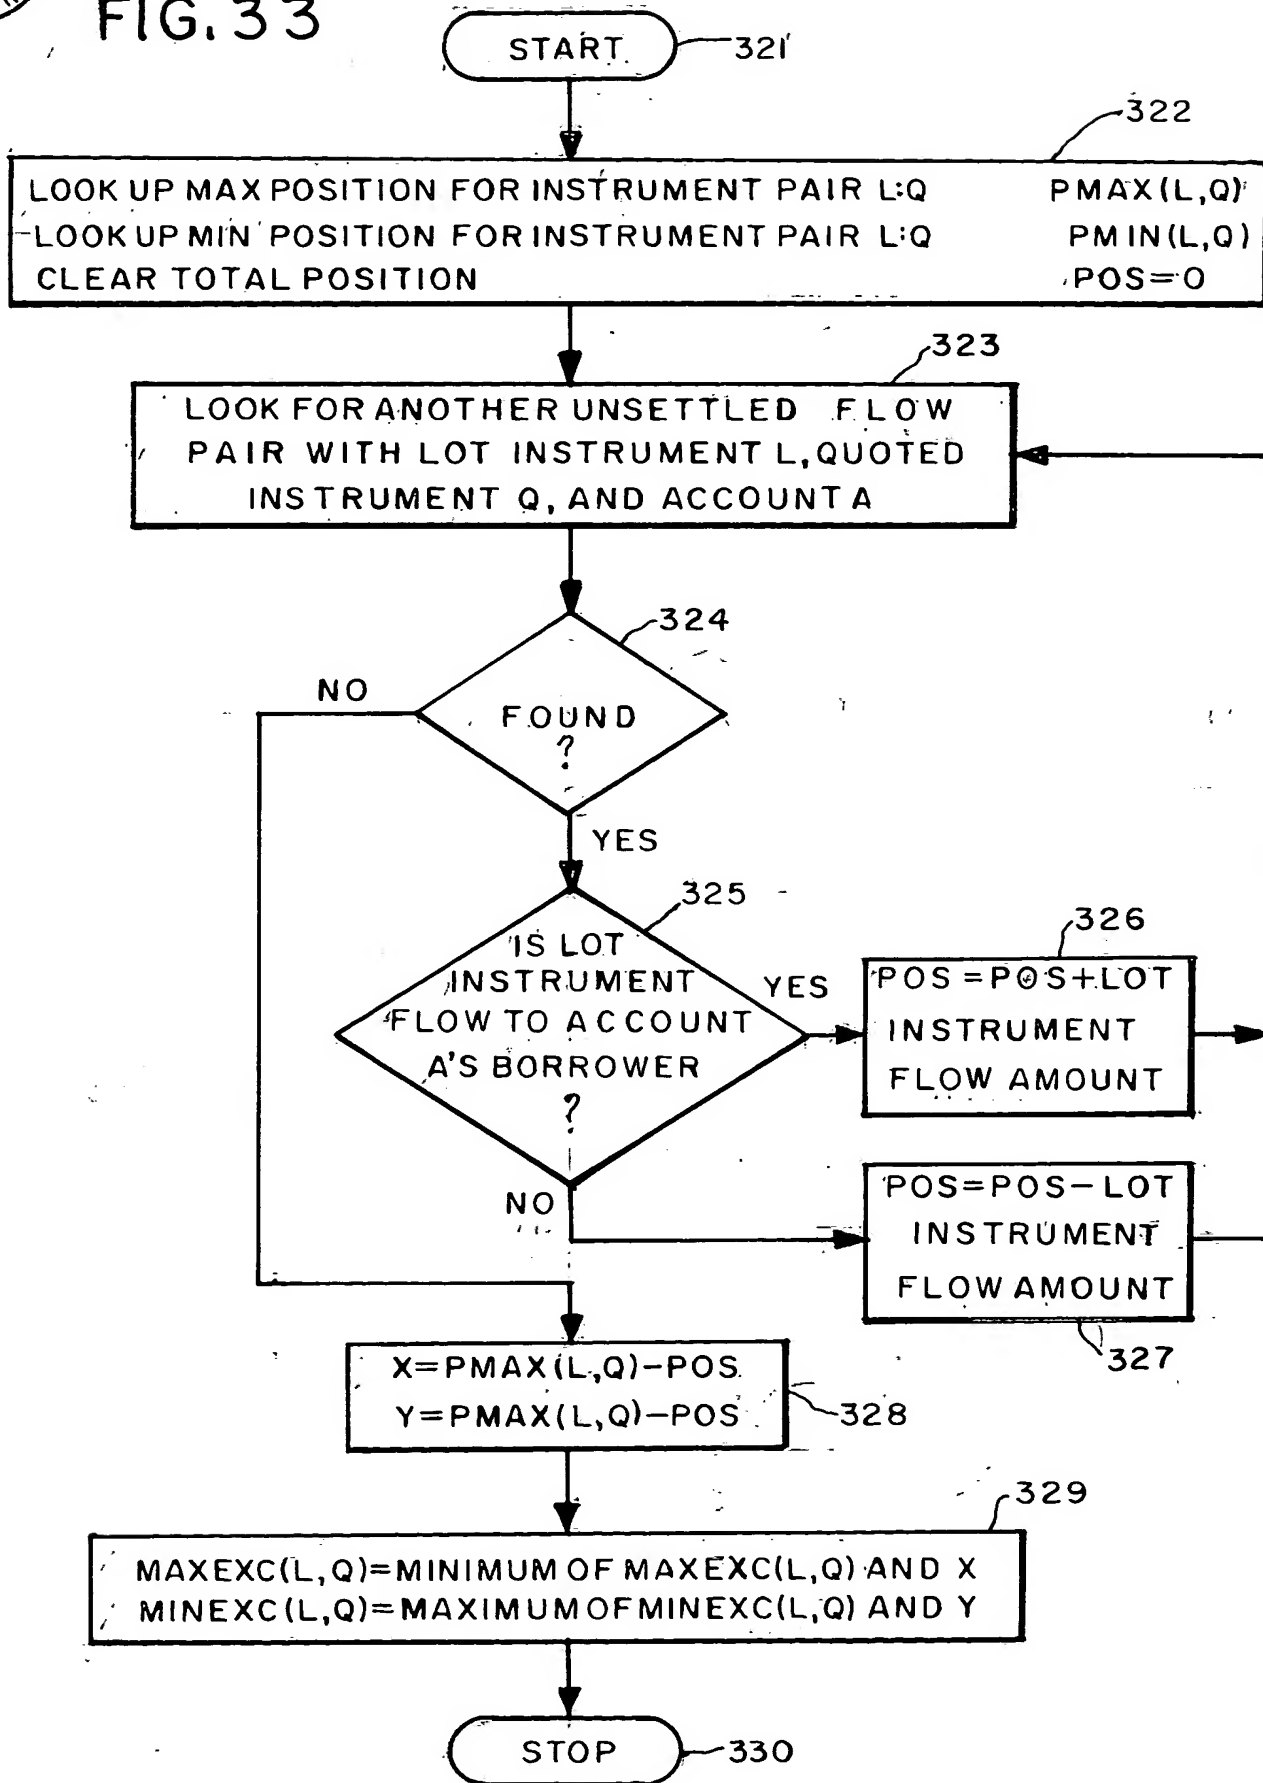 FIG. 33
START 321
322
LOOK UP MAX POSITION FOR INSTRUMENT PAIR L:Q PMAX(L,Q)
LOOK UP MIN POSITION FOR INSTRUMENT PAIR L:Q PMIN(L,Q)
CLEAR TOTAL POSITION POS=0
323
LOOK FOR ANOTHER UNSETTLED FLOW
PAIR WITH LOT INSTRUMENT L, QUOTED
INSTRUMENT Q, AND ACCOUNT A
324
NO
FOUND
?
YES
325
IS LOT
INSTRUMENT
FLOW TO ACCOUNT
A'S BORROWER
?
YES
326
POS=POS+LOT
INSTRUMENT
FLOW AMOUNT
NO
POS=POS-LOT
INSTRUMENT
FLOW AMOUNT
327
X=PMAX(L,Q)-POS
Y=PMAX(L,Q)-POS
328
329
MAXEXC(L,Q)=MINIMUM OF MAXEXC(L,Q) AND X
MINEXC(L,Q)=MAXIMUM OF MINEXC(L,Q) AND Y
STOP 330